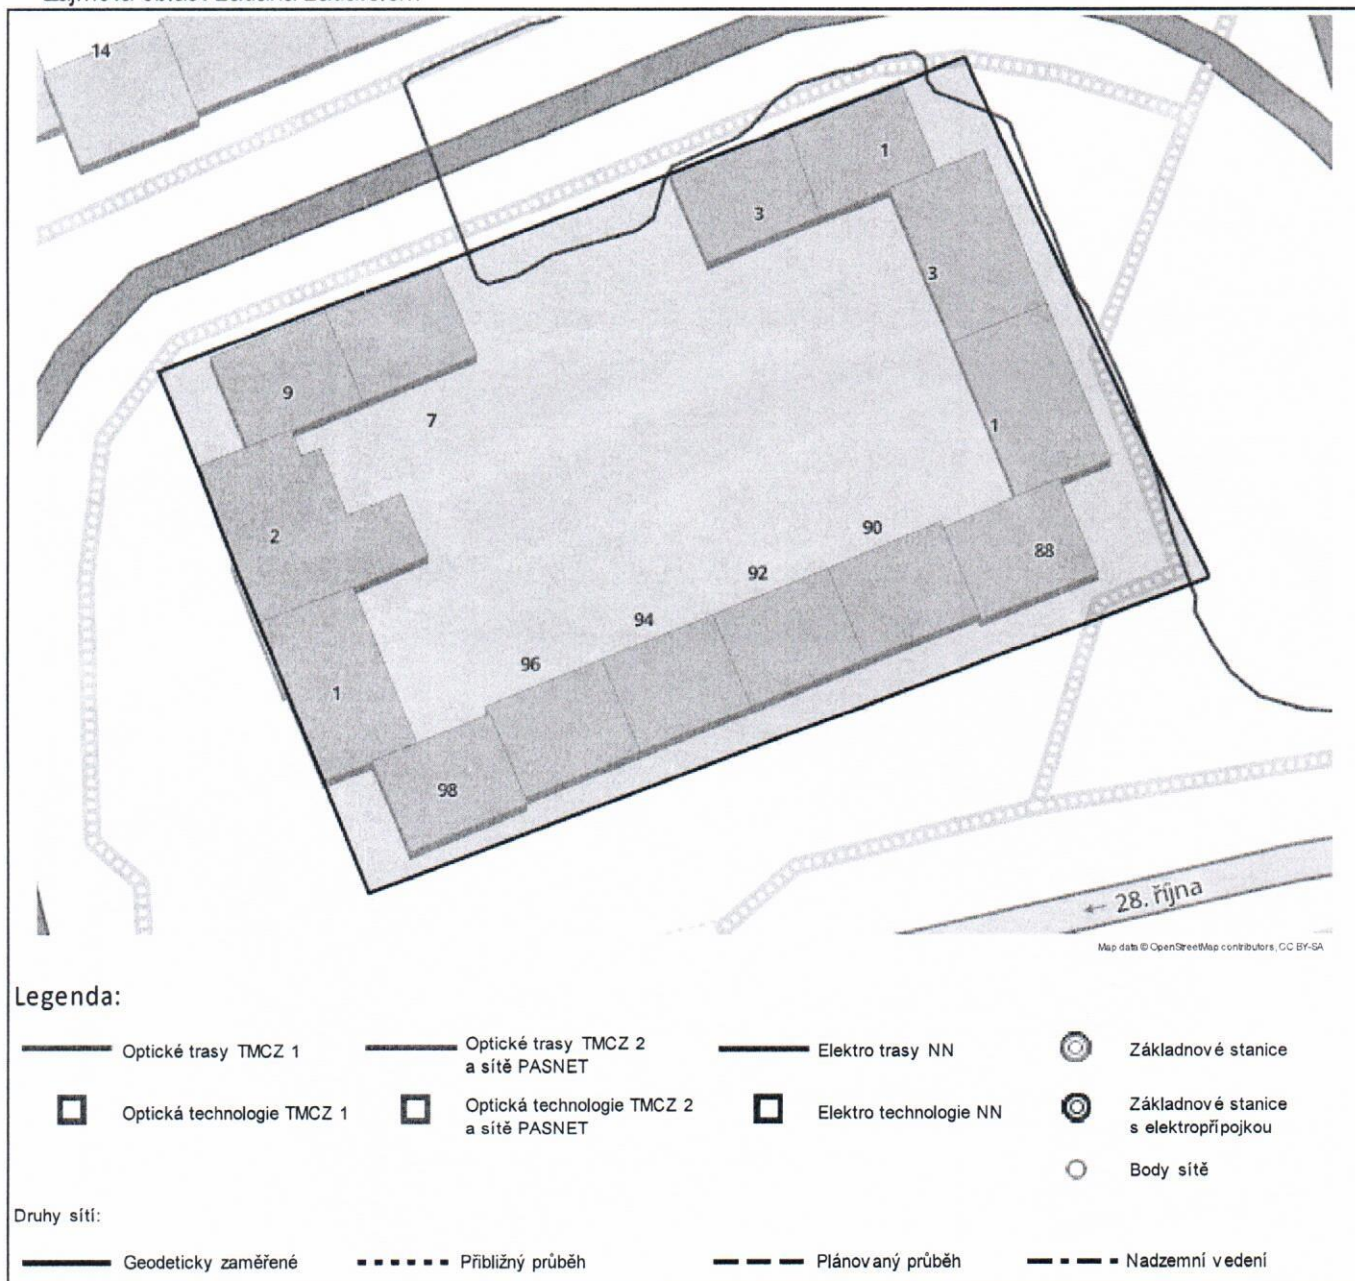 14
1
3
3
9
7
1
2
90
88
92
94
96
1
98
← 28. října
Map data © OpenStreetMap contributors, CC BY-SA
Legenda:
Optické trasy TMCZ 1
Optické trasy TMCZ 2
a sítě PASNET
Elektro trasy NN
Základnové stanice
Optická technologie TMCZ 1
Optická technologie TMCZ 2
a sítě PASNET
Elektro technologie NN
Základnové stanice
s elektropřípojkou
Body sítě
Druhy sítí:
Geodeticky zaměřené
Přibližný průběh
Plánovaný průběh
Nadzemní vedení